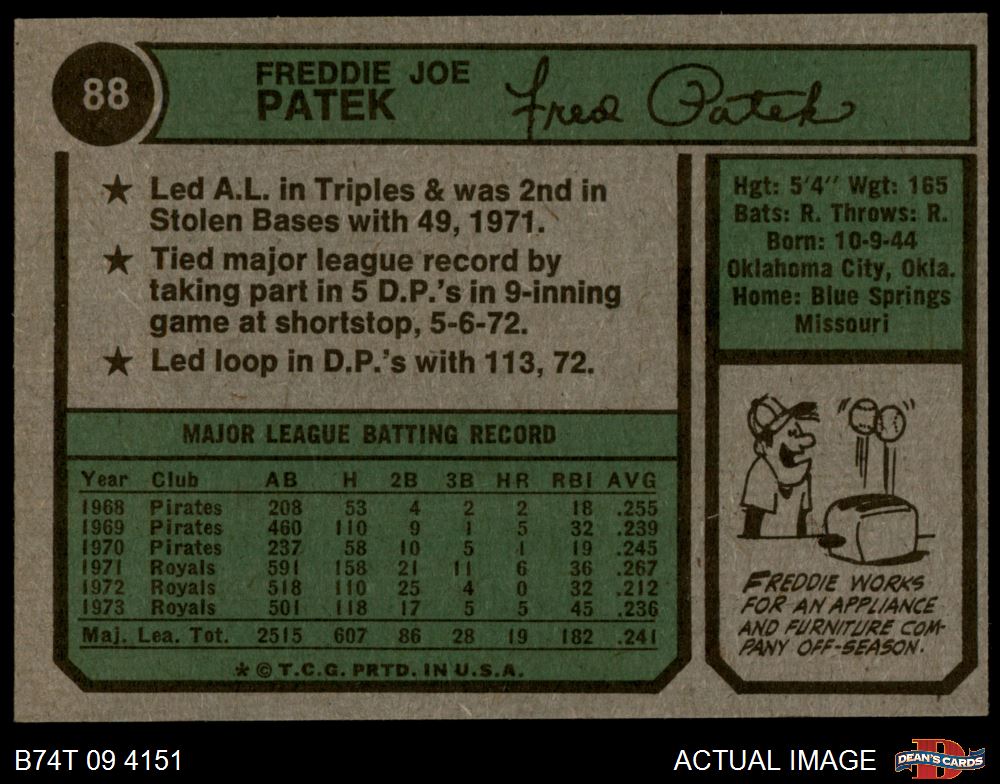 88
FREDDIE JOE
PATEK
Fred Patek
★ Led A.L. in Triples & was 2nd in
Stolen Bases with 49, 1971.
★ Tied major league record by
taking part in 5 D.P.'s in 9-inning
game at shortstop, 5-6-72.
★ Led loop in D.P.'s with 113, 72.
Hgt: 5'4" Wgt: 165
Bats: R. Throws: R.
Born: 10-9-44
Oklahoma City, Okla.
Home: Blue Springs
Missouri
MAJOR LEAGUE BATTING RECORD
Year Club AB H 2B 3B HR RBI AVG
1968 Pirates 208 53 4 2 2 18 .255
1969 Pirates 460 110 9 1 5 32 .239
1970 Pirates 237 58 10 5 1 19 .245
1971 Royals 591 158 21 11 6 36 .267
1972 Royals 518 110 25 4 0 32 .212
1973 Royals 501 118 17 5 5 45 .236
Maj. Lea. Tot. 2515 607 86 28 19 182 .241
* © T.C.G. PRTD. IN U.S.A.
FREDDIE WORKS
FOR AN APPLIANCE
AND FURNITURE COM-
PANY OFF-SEASON.
B74T 09 4151
ACTUAL IMAGE
DEAN'S CARDS